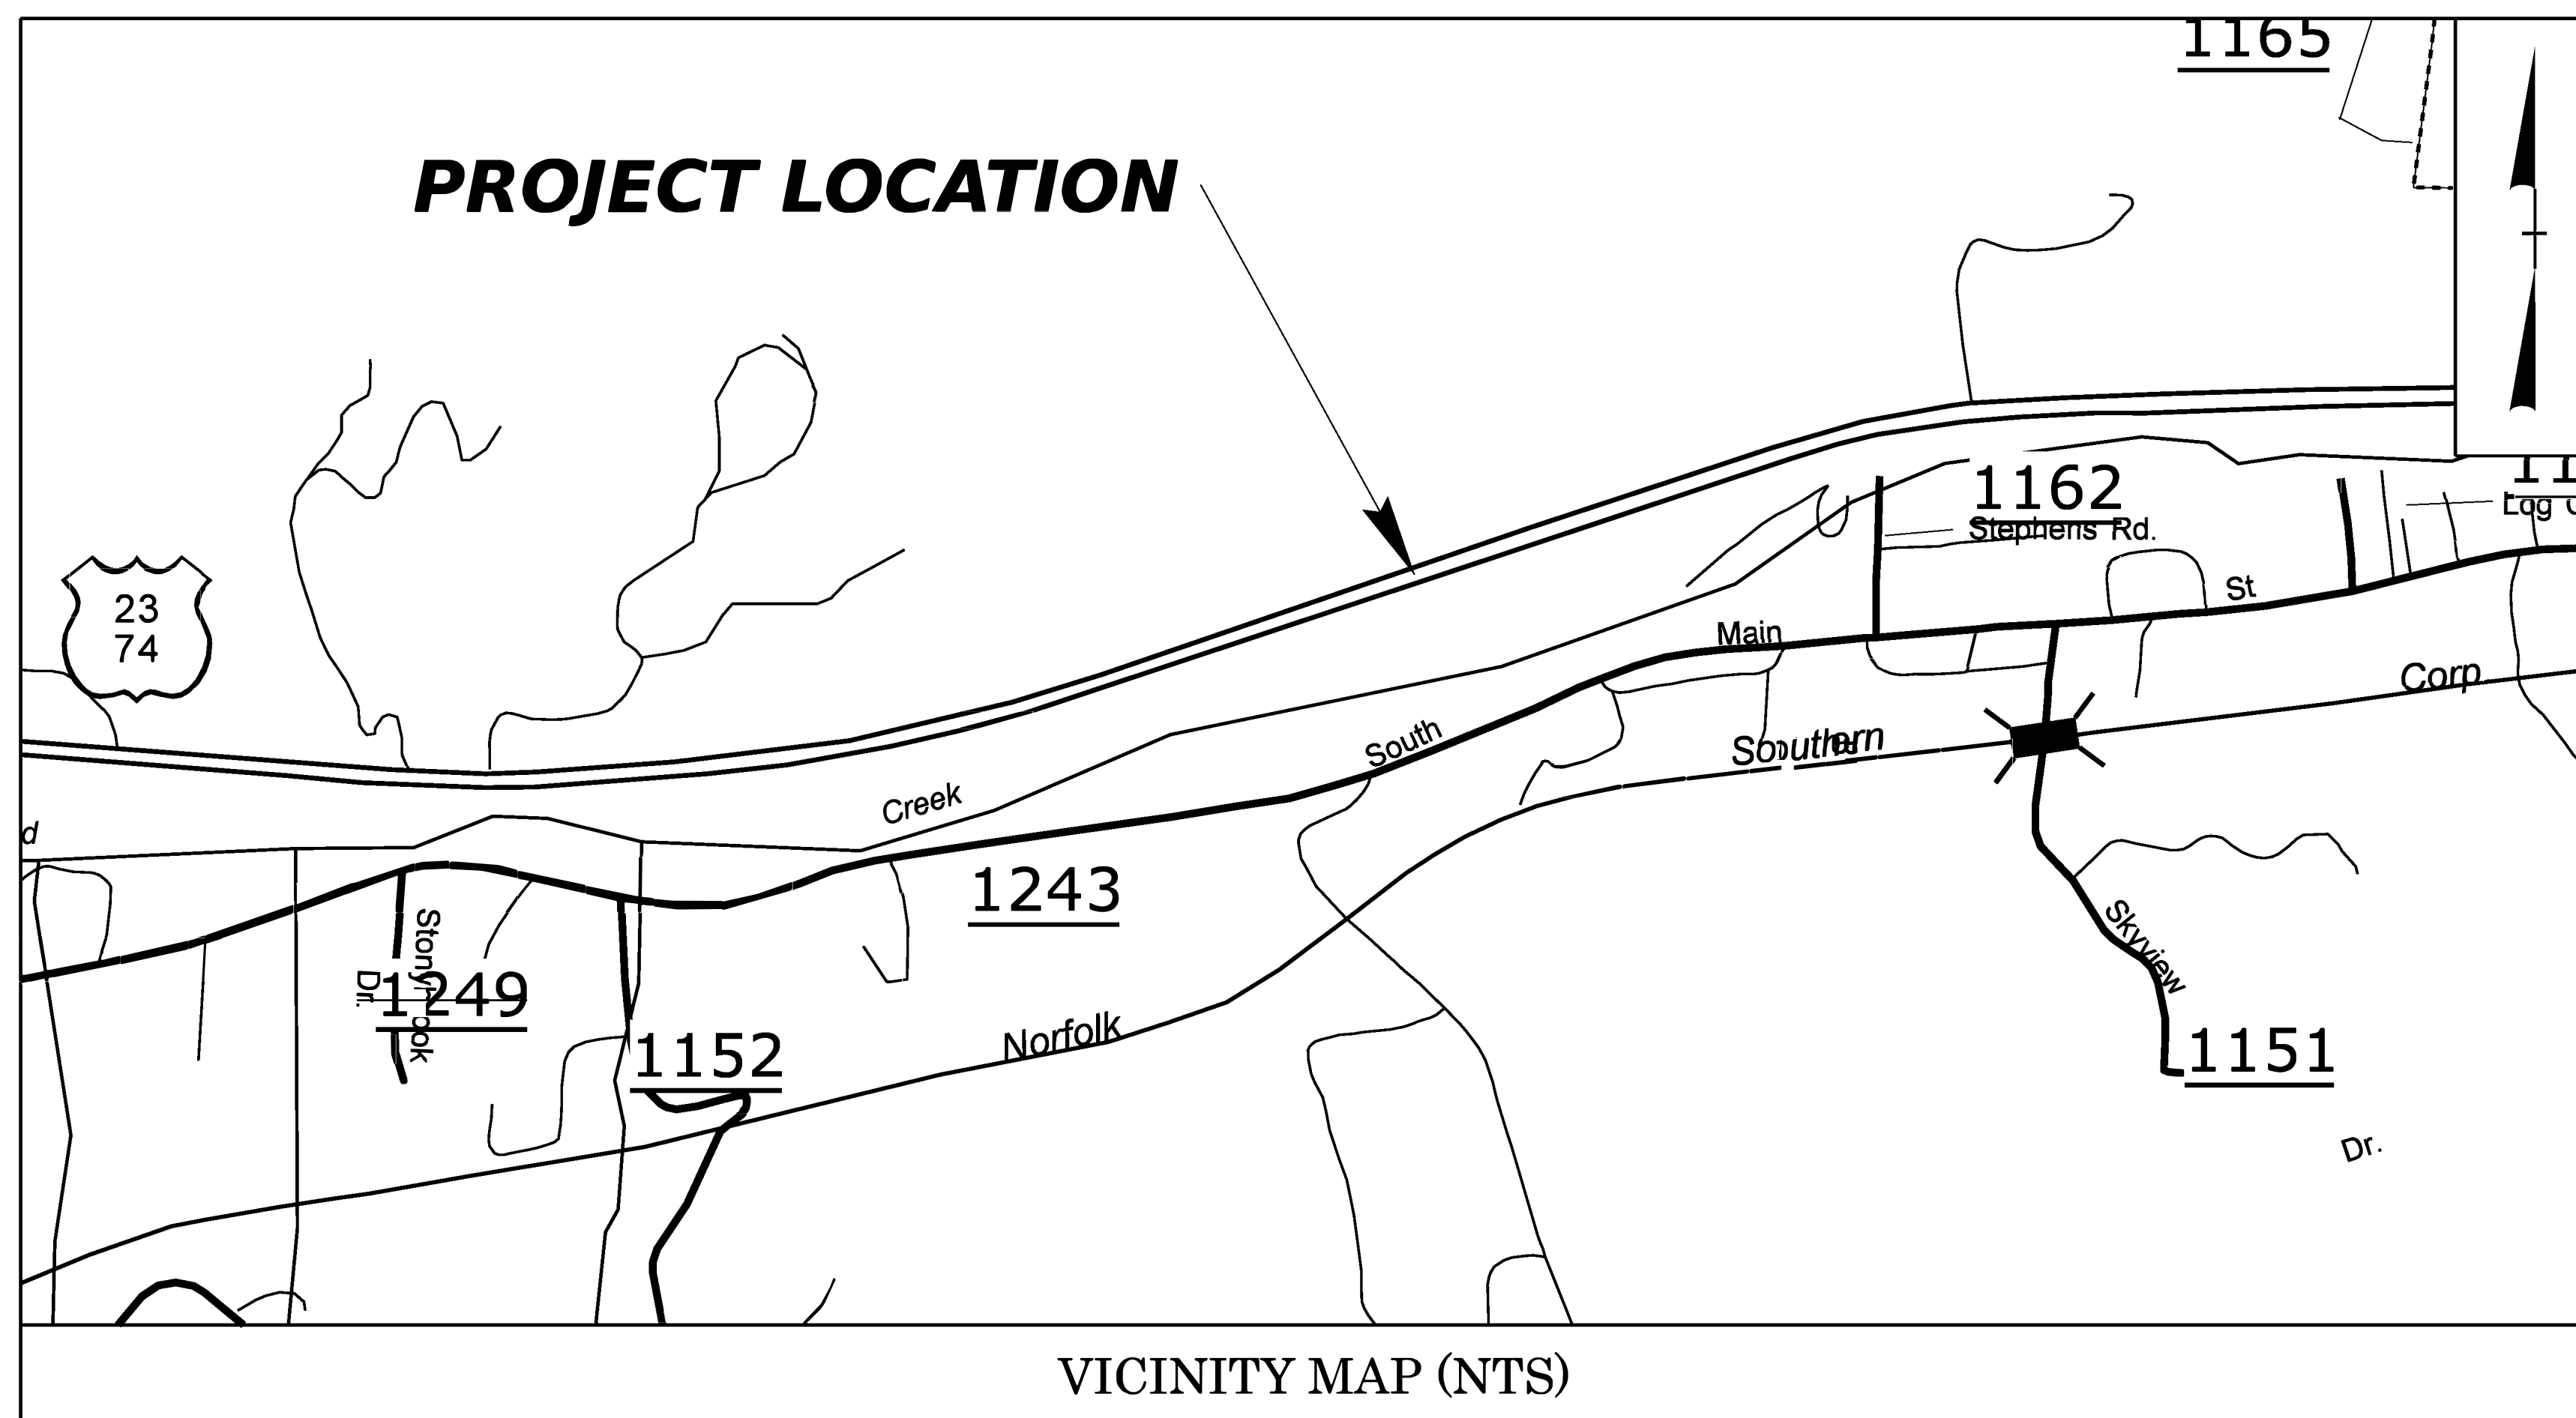 1165
PROJECT LOCATION
1162
Stephens Rd.
Log
23
74
St
Main
Corp
South
Southern
Creek
d
1243
Skyview
1249
Dr.
Norfolk
1152
1151
Dr.
VICINITY MAP (NTS)